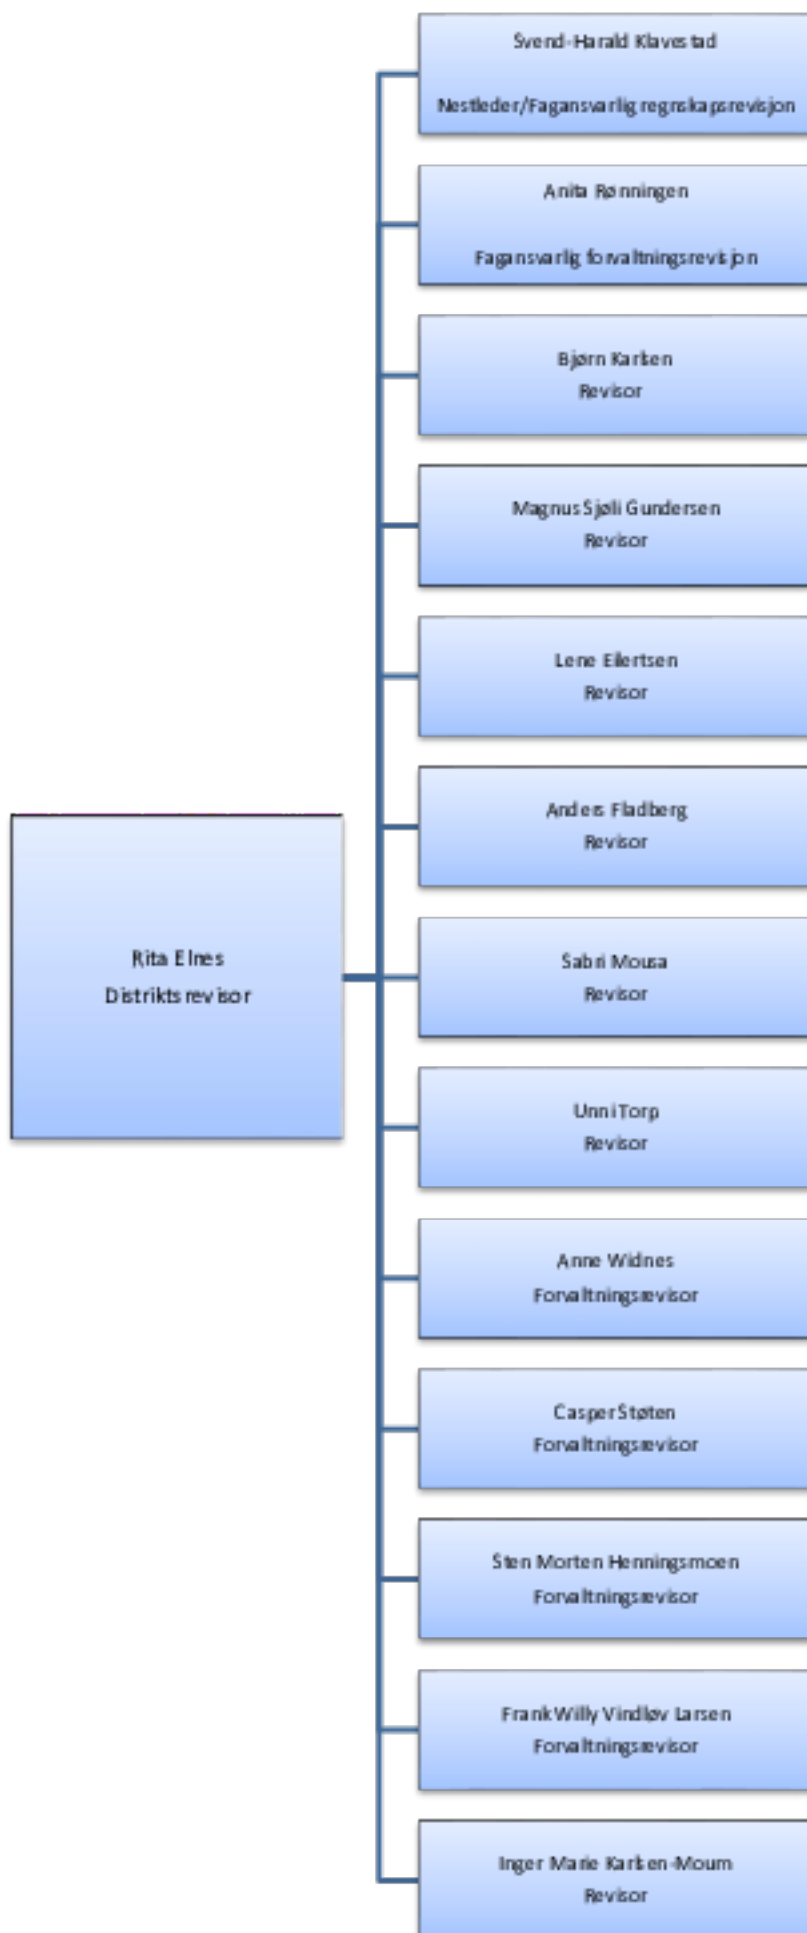 Svend-Harald Klavestad
Nestleder/Fagansvarlig regnskapsrevisjon
Anita Rønningen
Fagansvarlig forvaltningsrevisjon
Bjørn Karlsen
Revisor
Magnus Sjøli Gundersen
Revisor
Lene Eilertsen
Revisor
Anders Fladberg
Revisor
Rita Elnes
Distriktsrevisor
Sabri Mousa
Revisor
Unni Torp
Revisor
Anne Widnes
Forvaltningsrevisor
Casper Støten
Forvaltningsrevisor
Sten Morten Henningsmoen
Forvaltningsrevisor
Frank Willy Vindløv Larsen
Forvaltningsrevisor
Inger Marie Karlsen-Moum
Revisor